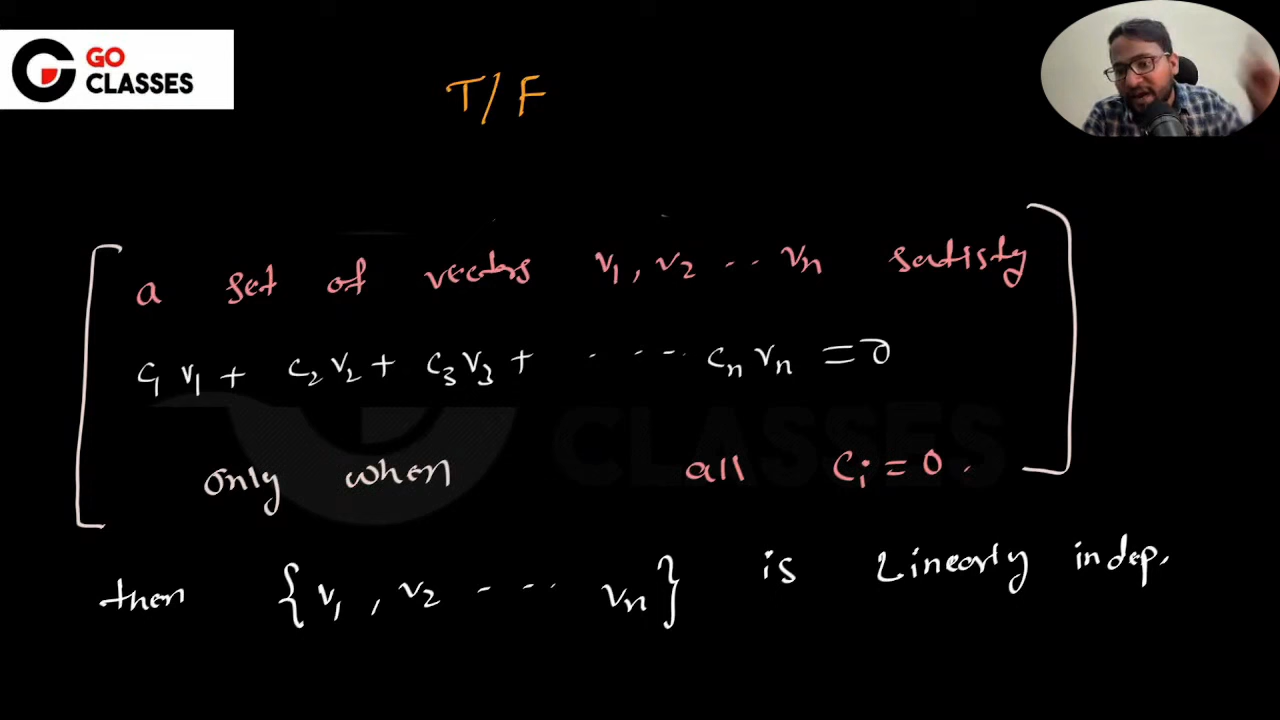 GO
CLASSES
T/F
a set of vectors v₁, v₂ -- vₙ satisfy
c₁ v₁ + c₂ v₂ + c₃ v₃ + ----- cₙ vₙ = 0
only when all cᵢ = 0.
then {v₁, v₂ ---- vₙ} is Linearly indep.
CLASSES